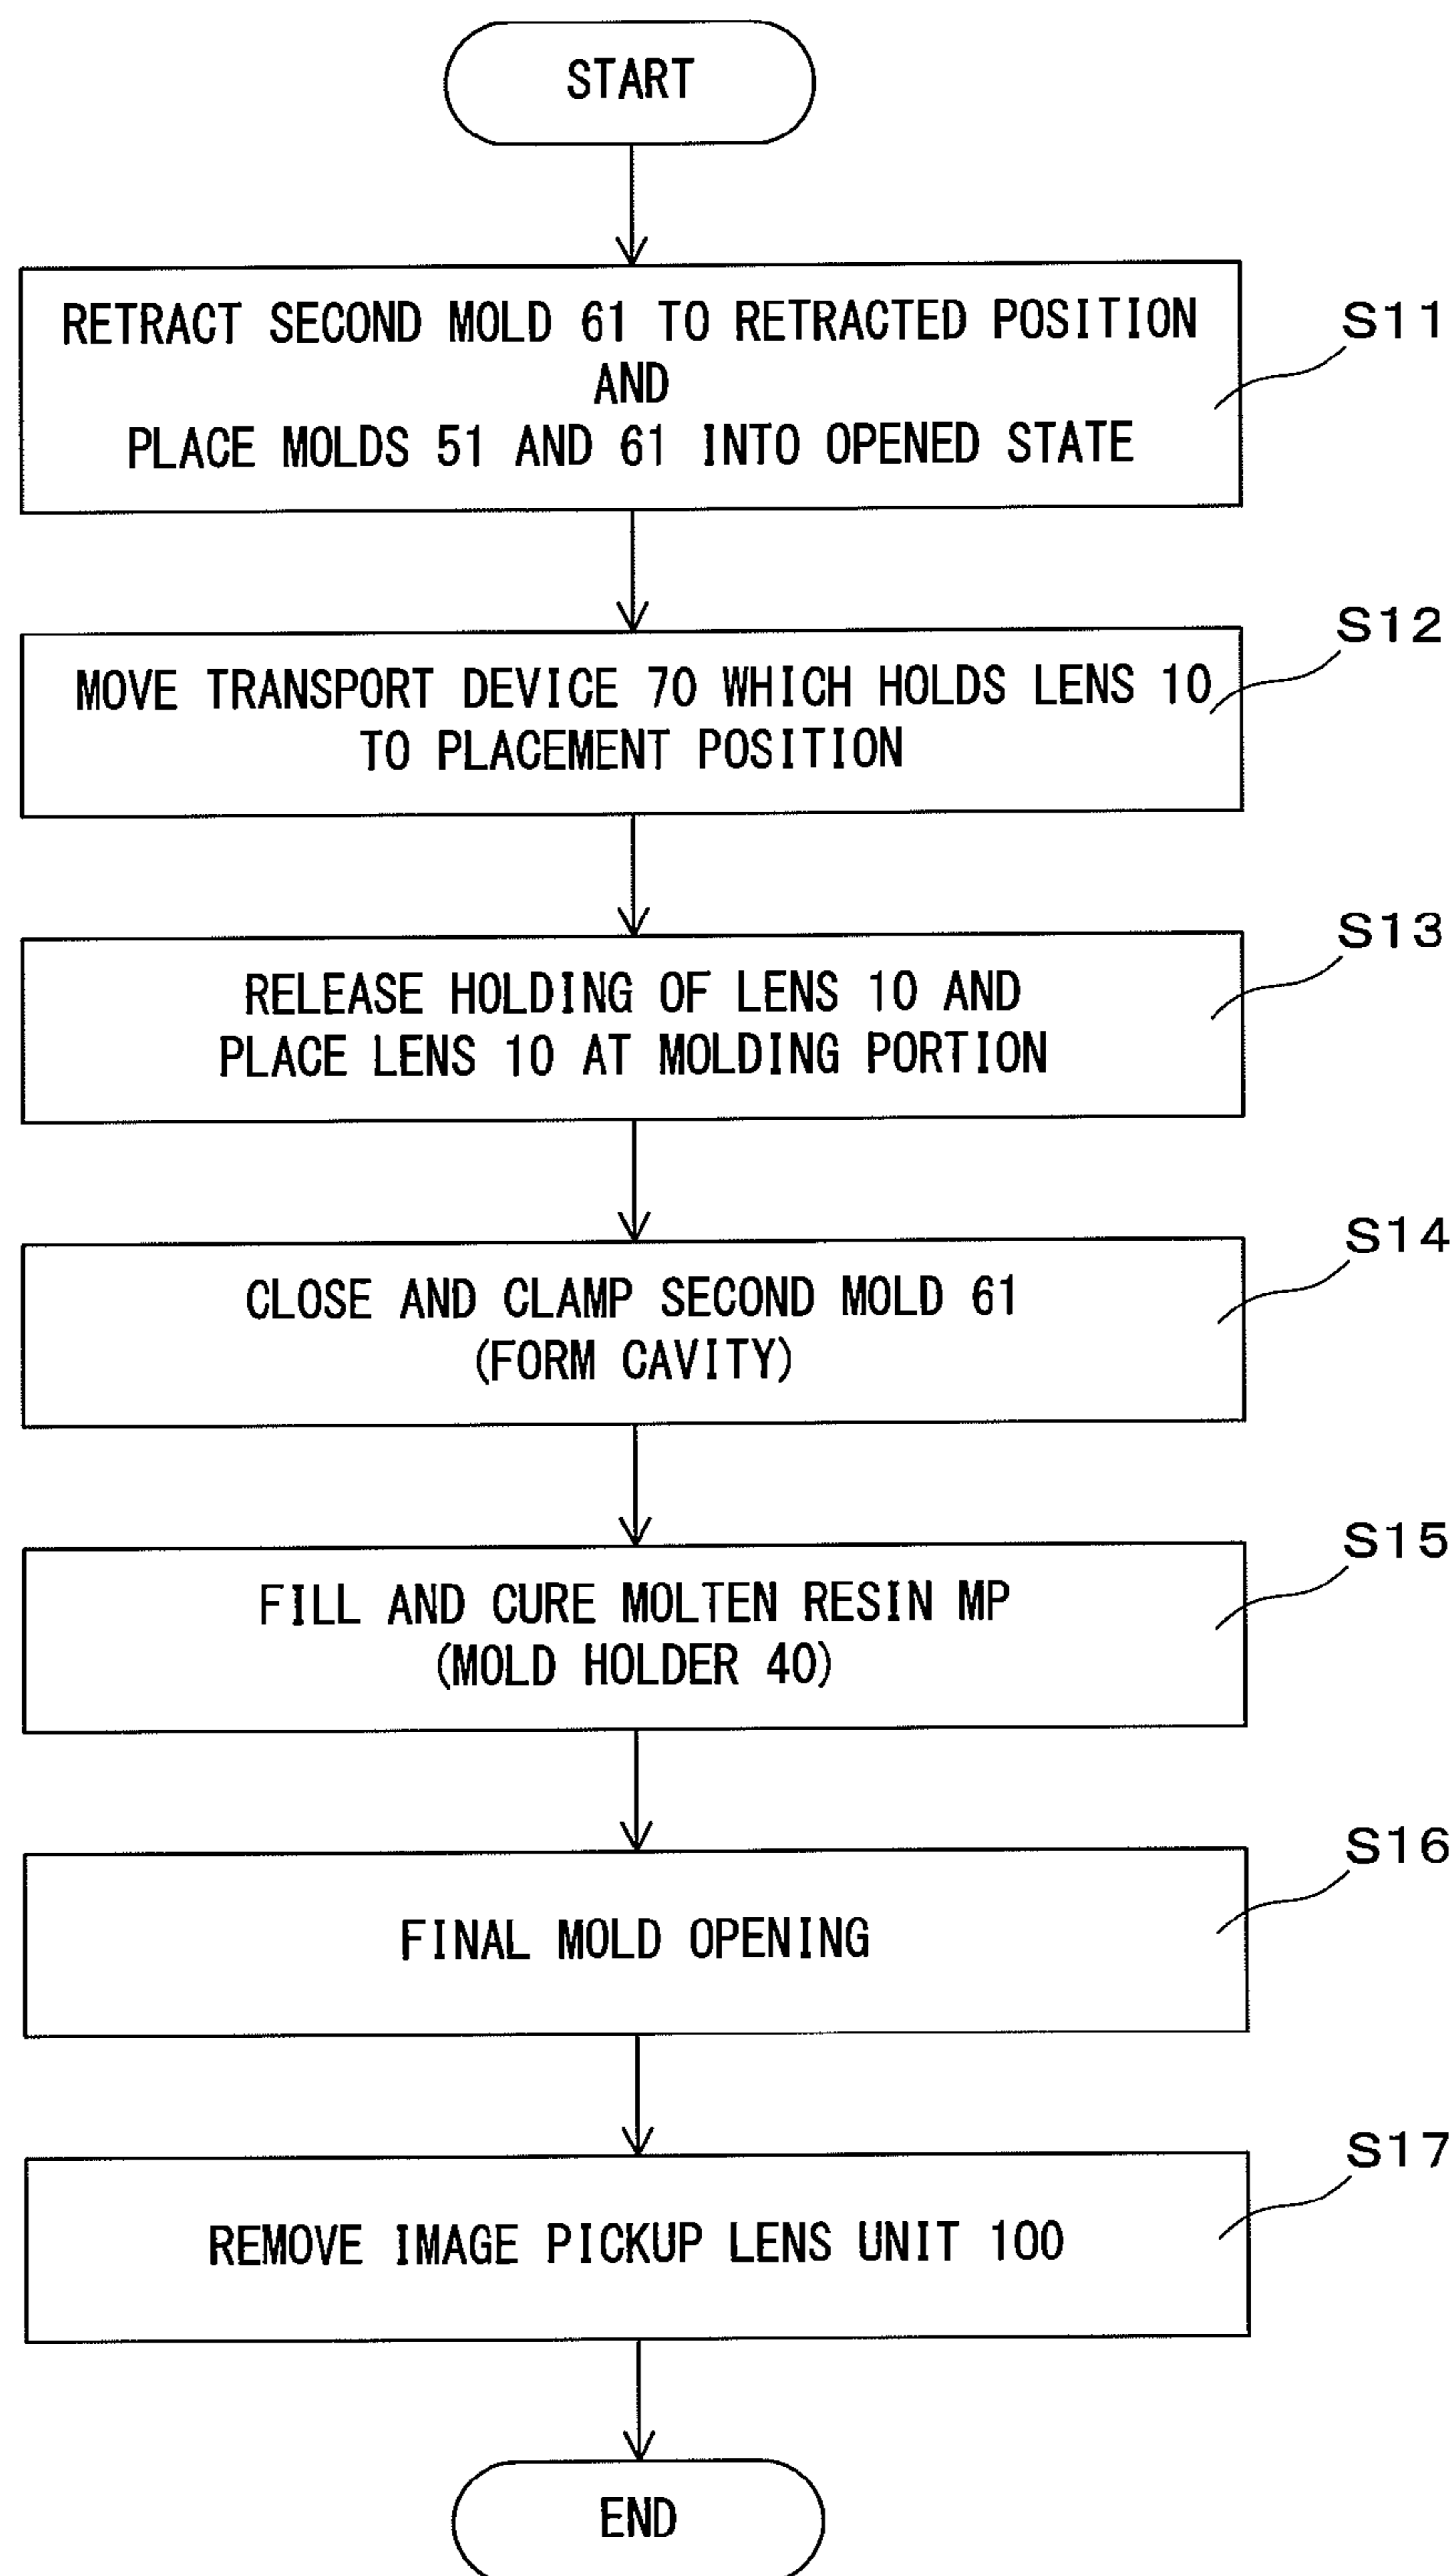 START
RETRACT SECOND MOLD 61 TO RETRACTED POSITION
AND
PLACE MOLDS 51 AND 61 INTO OPENED STATE
S11
MOVE TRANSPORT DEVICE 70 WHICH HOLDS LENS 10
TO PLACEMENT POSITION
S12
RELEASE HOLDING OF LENS 10 AND
PLACE LENS 10 AT MOLDING PORTION
S13
CLOSE AND CLAMP SECOND MOLD 61
(FORM CAVITY)
S14
FILL AND CURE MOLTEN RESIN MP
(MOLD HOLDER 40)
S15
FINAL MOLD OPENING
S16
REMOVE IMAGE PICKUP LENS UNIT 100
S17
END